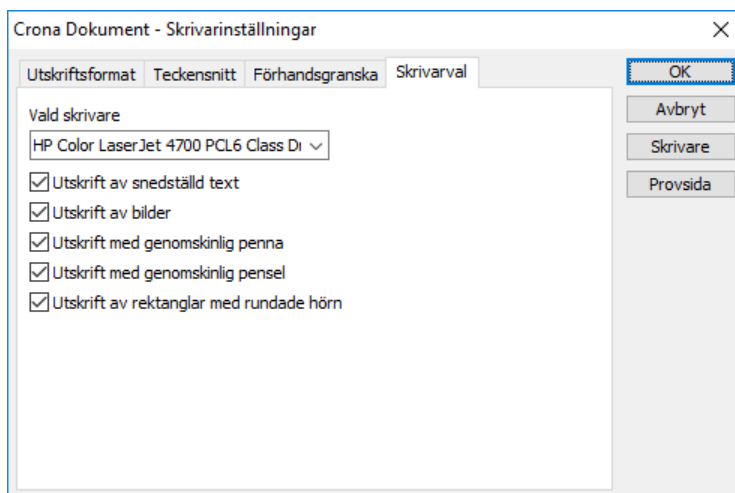 Crona Dokument - Skrivarinställningar
Utskriftsformat Teckensnitt Förhandsgranska Skrivarval
OK
Vald skrivare
Avbryt
HP Color LaserJet 4700 PCL6 Class
Skrivare
Utskrift av snedställd text
Provsida
Utskrift av bilder
Utskrift med genomskinlig penna
Utskrift med genomskinlig pensel
Utskrift av rektanglar med rundade hörn